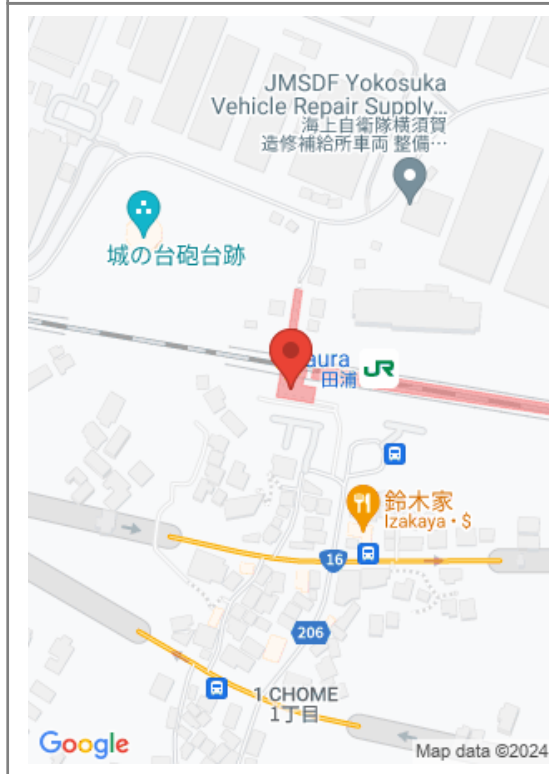 JMSDF Yokosuka
Vehicle Repair Supply...
海上自衛隊横須賀
造修補給所車両 整備…
城の台砲台跡
aura
田浦
JR
鈴木家
Izakaya・$
16
206
1 CHOME
1丁目
Google
Map data ©2024